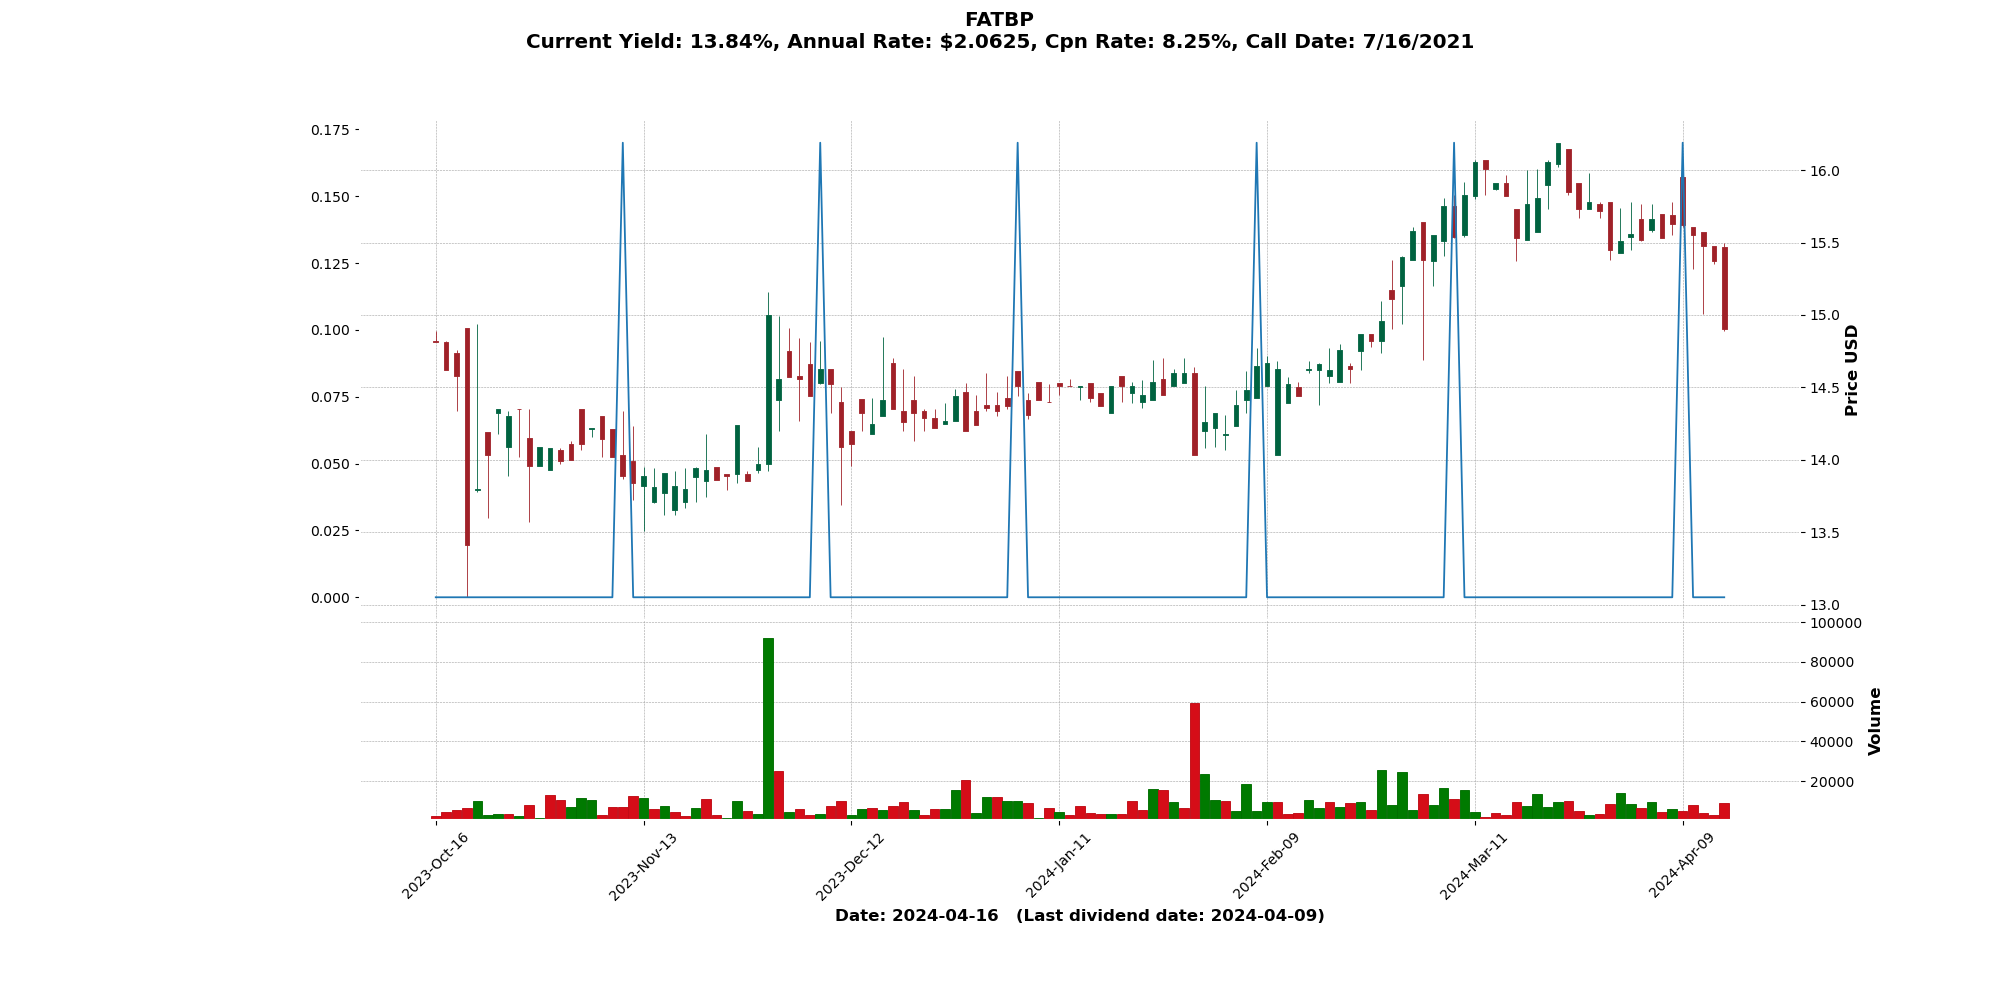 FATBP
Current Yield: 13.84%, Annual Rate: $2.0625, Cpn Rate: 8.25%, Call Date: 7/16/2021
0.175
0.150
0.125
0.100
0.075
0.050
0.025
0.000
16.0
15.5
15.0
14.5
14.0
13.5
13.0
Price USD
100000
80000
60000
40000
20000
Volume
2023-Oct-16
2023-Nov-13
2023-Dec-12
2024-Jan-11
2024-Feb-09
2024-Mar-11
2024-Apr-09
Date: 2024-04-16 (Last dividend date: 2024-04-09)